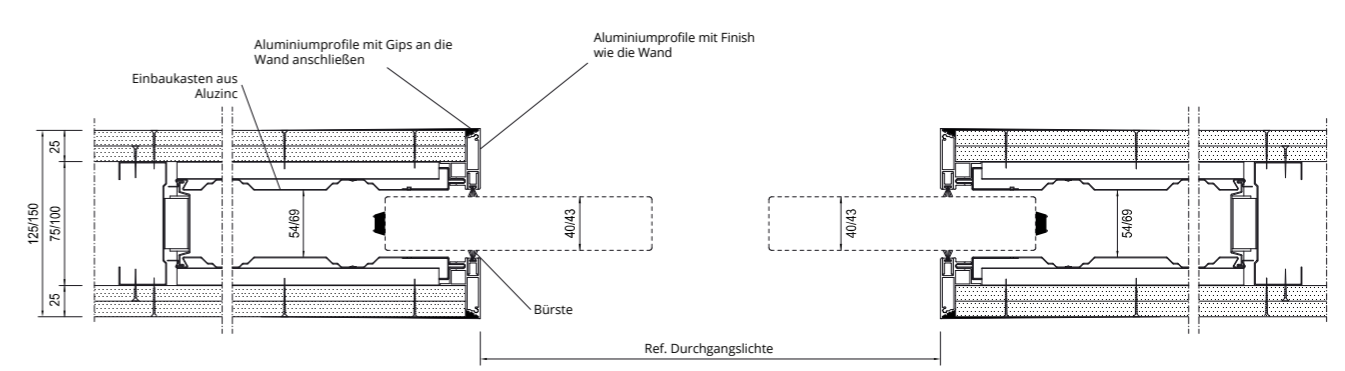 Aluminiumprofile mit Gips an die
Wand anschließen
Aluminiumprofile mit Finish
wie die Wand
Einbaukasten aus
Aluzinc
125/150
25
75/100
25
54/69
40/43
40/43
54/69
Bürste
Ref. Durchgangslichte